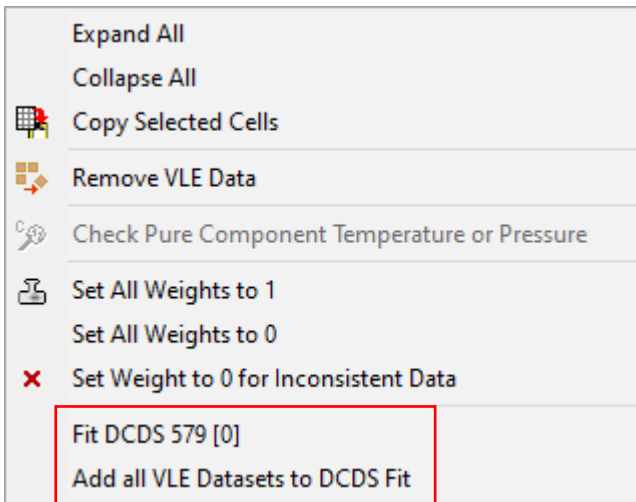 Expand All
Collapse All
Copy Selected Cells
Remove VLE Data
Check Pure Component Temperature or Pressure
Set All Weights to 1
Set All Weights to 0
Set Weight to 0 for Inconsistent Data
Fit DCDS 579 [0]
Add all VLE Datasets to DCDS Fit